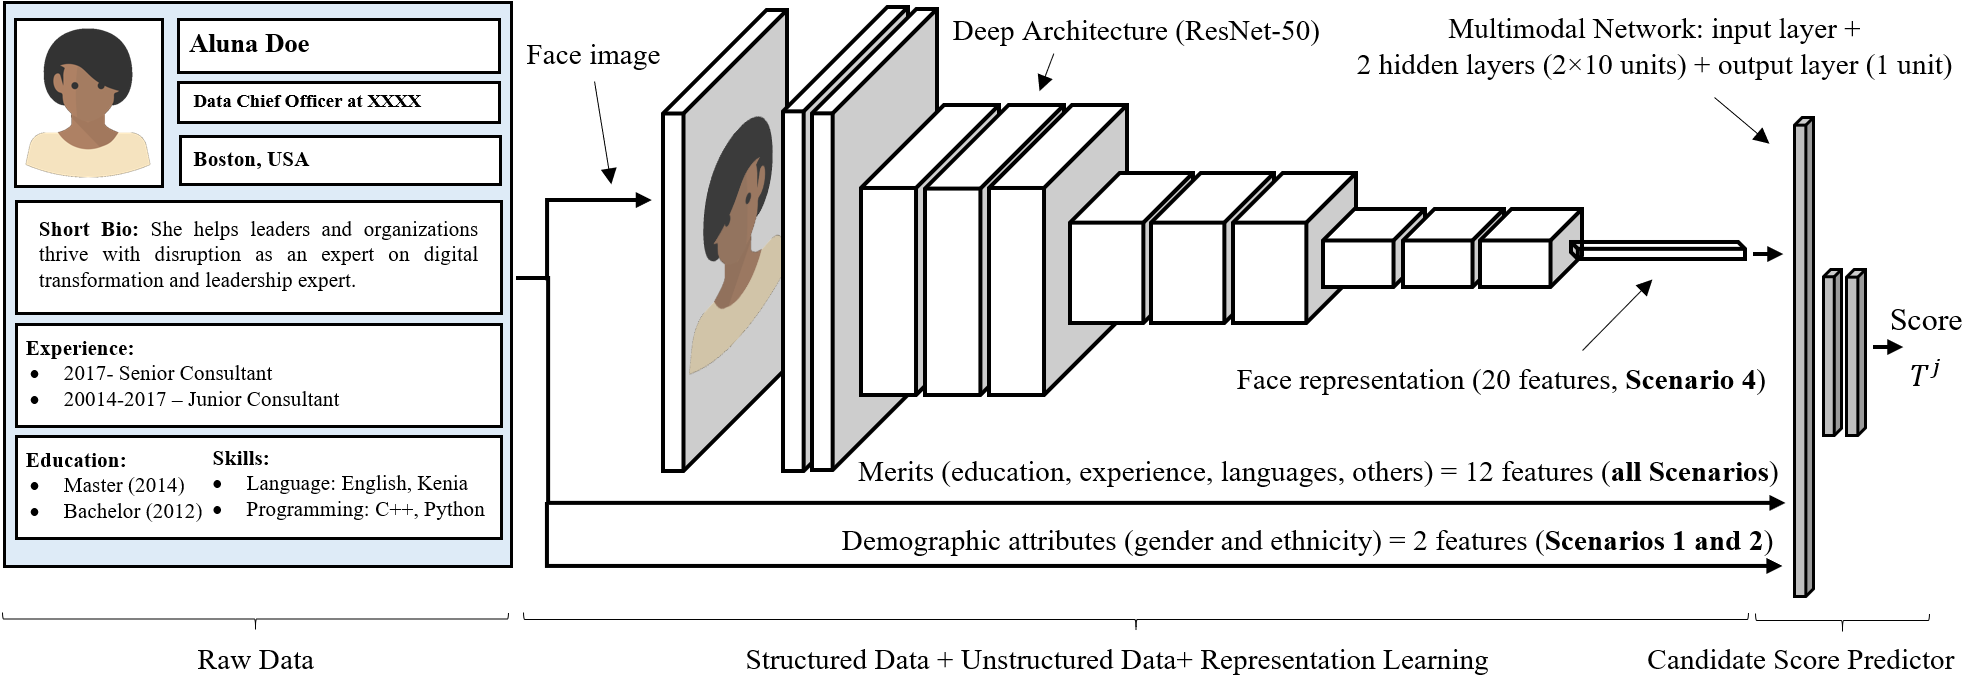 Aluna Doe
Data Chief Officer at XXXX
Boston, USA
Short Bio: She helps leaders and organizations
thrive with disruption as an expert on digital
transformation and leadership expert.
Experience:
• 2017- Senior Consultant
• 20014-2017 – Junior Consultant
Education:
• Master (2014)
• Bachelor (2012)
Skills:
• Language: English, Kenia
• Programming: C++, Python
Raw Data
Face image
Deep Architecture (ResNet-50)
Face representation (20 features, Scenario 4)
Merits (education, experience, languages, others) = 12 features (all Scenarios)
Demographic attributes (gender and ethnicity) = 2 features (Scenarios 1 and 2)
Structured Data + Unstructured Data+ Representation Learning
Multimodal Network: input layer +
2 hidden layers (2×10 units) + output layer (1 unit)
Score
T^j
Candidate Score Predictor